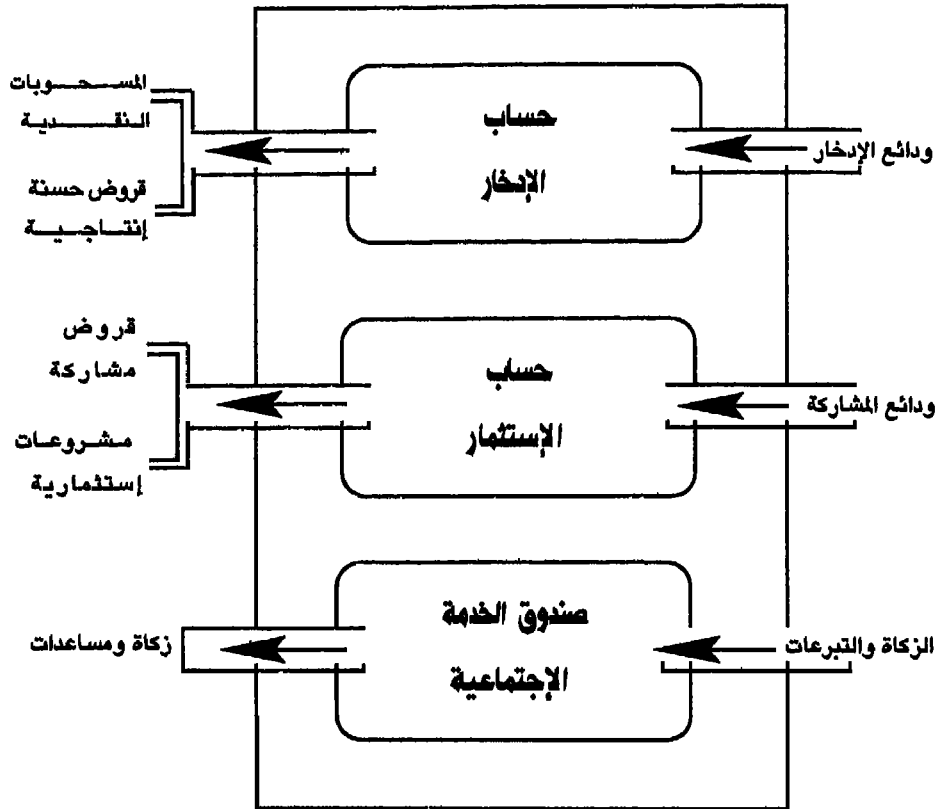 ودائع الإدخار
حساب
الإدخار
المسحوبات
النقدية
قروض حسنة
إنتاجية
ودائع المشاركة
حساب
الإستثمار
قروض
مشاركة
مشروعات
إستثمارية
الزكاة والتبرعات
صندوق الخدمة
الإجتماعية
زكاة ومساعدات